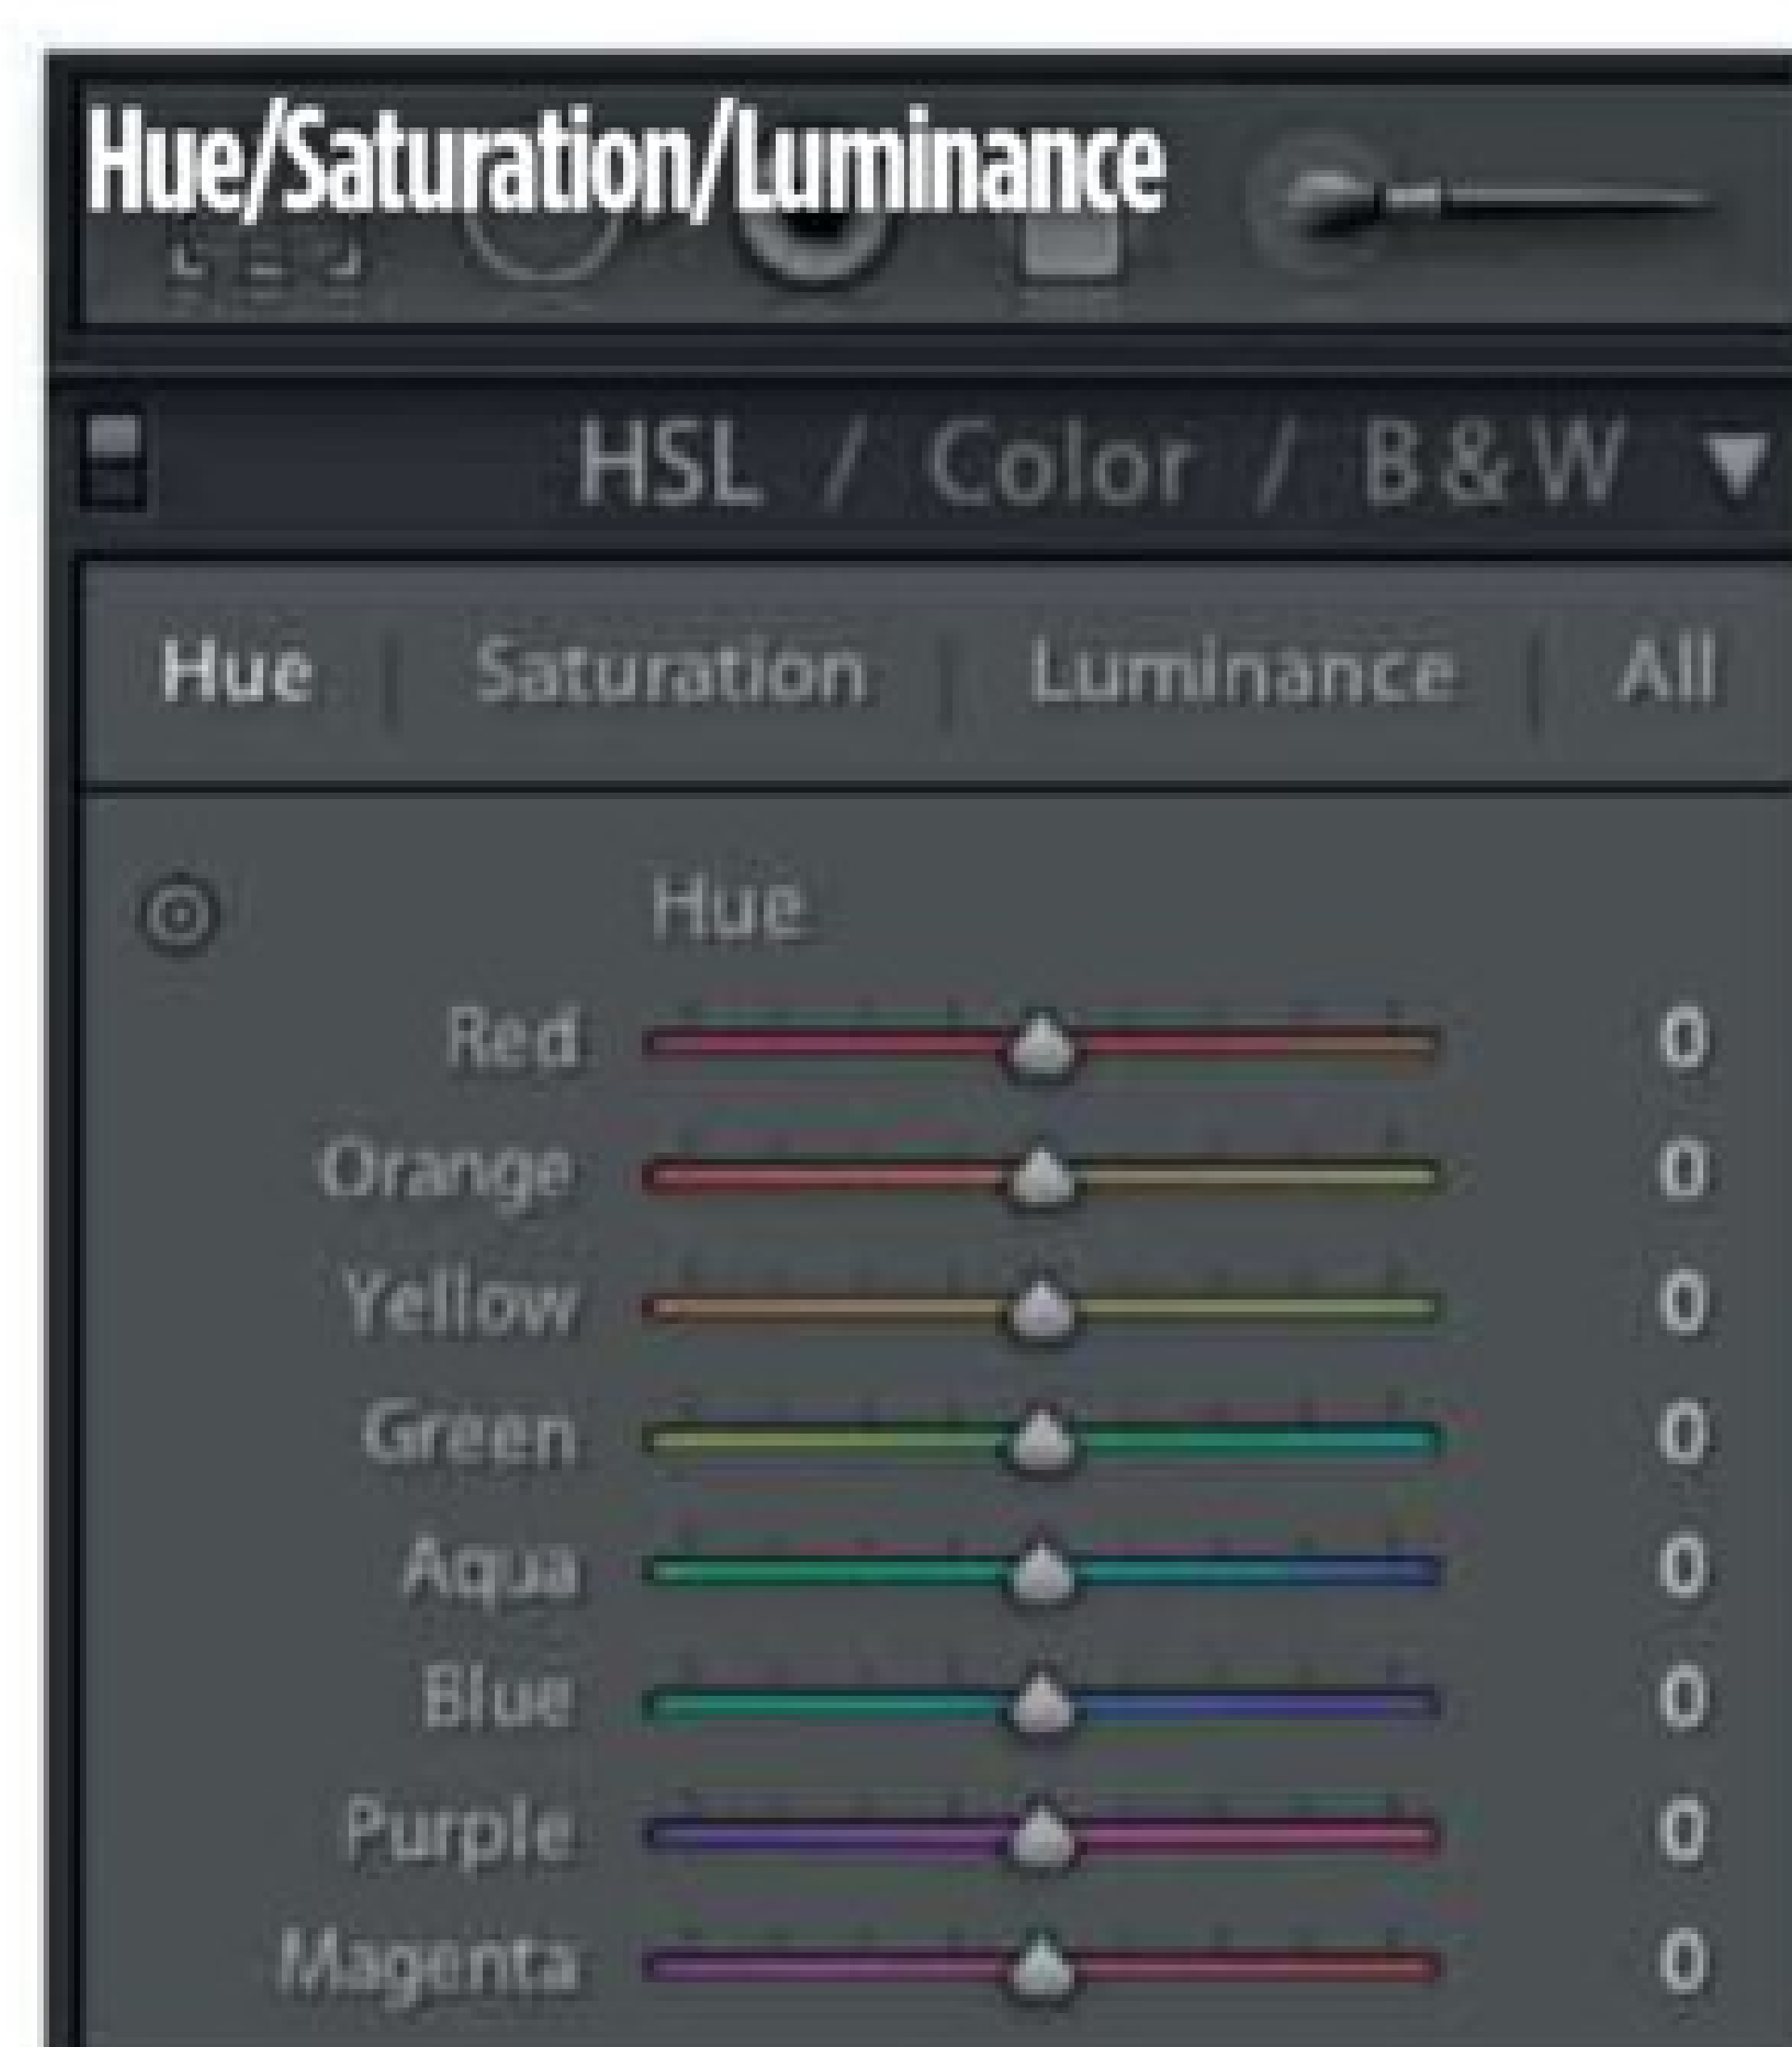 Hue/Saturation/Luminance
HSL / Color / B&W
Hue | Saturation | Luminance | All
Hue
Red 0
Orange 0
Yellow 0
Green 0
Aqua 0
Blue 0
Purple 0
Magenta 0